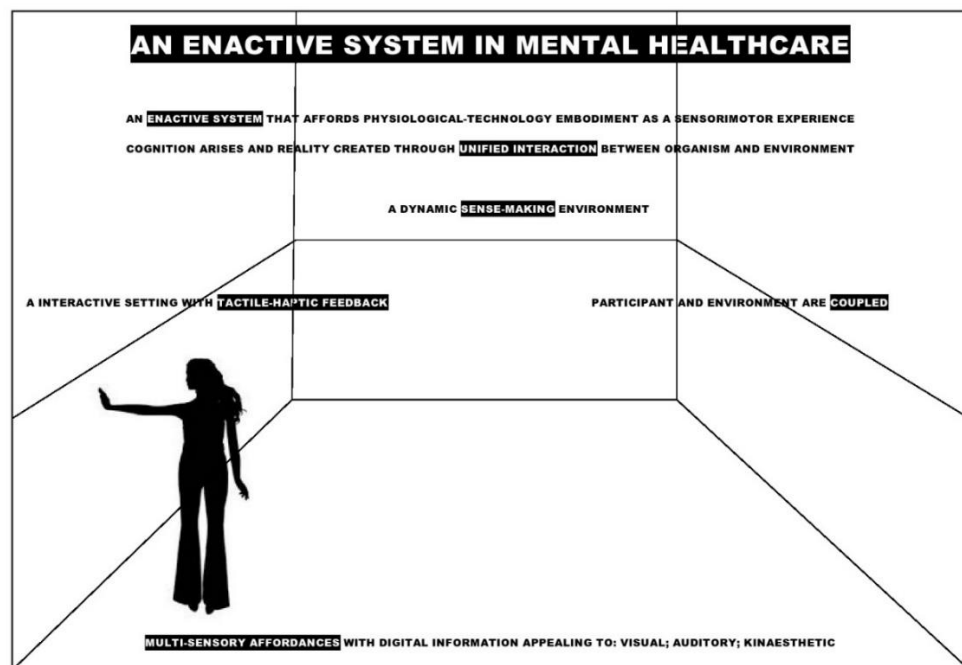 AN ENACTIVE SYSTEM IN MENTAL HEALTHCARE
AN ENACTIVE SYSTEM THAT AFFORDS PHYSIOLOGICAL-TECHNOLOGY EMBODIMENT AS A SENSORIMOTOR EXPERIENCE
COGNITION ARISES AND REALITY CREATED THROUGH UNIFIED INTERACTION BETWEEN ORGANISM AND ENVIRONMENT
A DYNAMIC SENSE-MAKING ENVIRONMENT
A INTERACTIVE SETTING WITH TACTILE-HAPTIC FEEDBACK
PARTICIPANT AND ENVIRONMENT ARE COUPLED
MULTI-SENSORY AFFORDANCES WITH DIGITAL INFORMATION APPEALING TO: VISUAL; AUDITORY; KINAESTHETIC